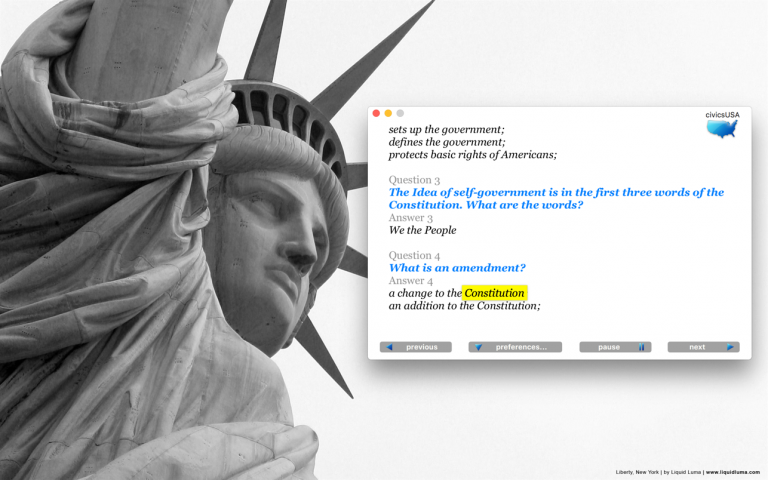 civicsUSA
sets up the government;
defines the government;
protects basic rights of Americans;
Question 3
The Idea of self-government is in the first three words of the
Constitution. What are the words?
Answer 3
We the People
Question 4
What is an amendment?
Answer 4
a change to the Constitution
an addition to the Constitution;
previous
preferences...
pause
next
Liberty, New York | by Liquid Luma | www.liquidluma.com